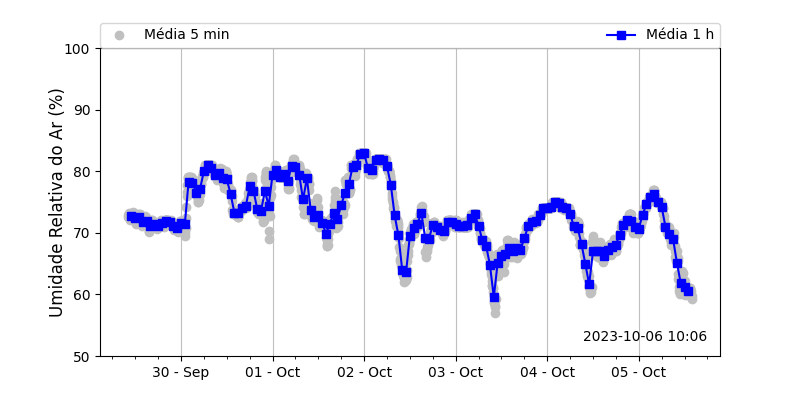 Média 5 min
Média 1 h
Umidade Relativa do Ar (%)
100
90
80
70
60
50
2023-10-06 10:06
30 - Sep
01 - Oct
02 - Oct
03 - Oct
04 - Oct
05 - Oct